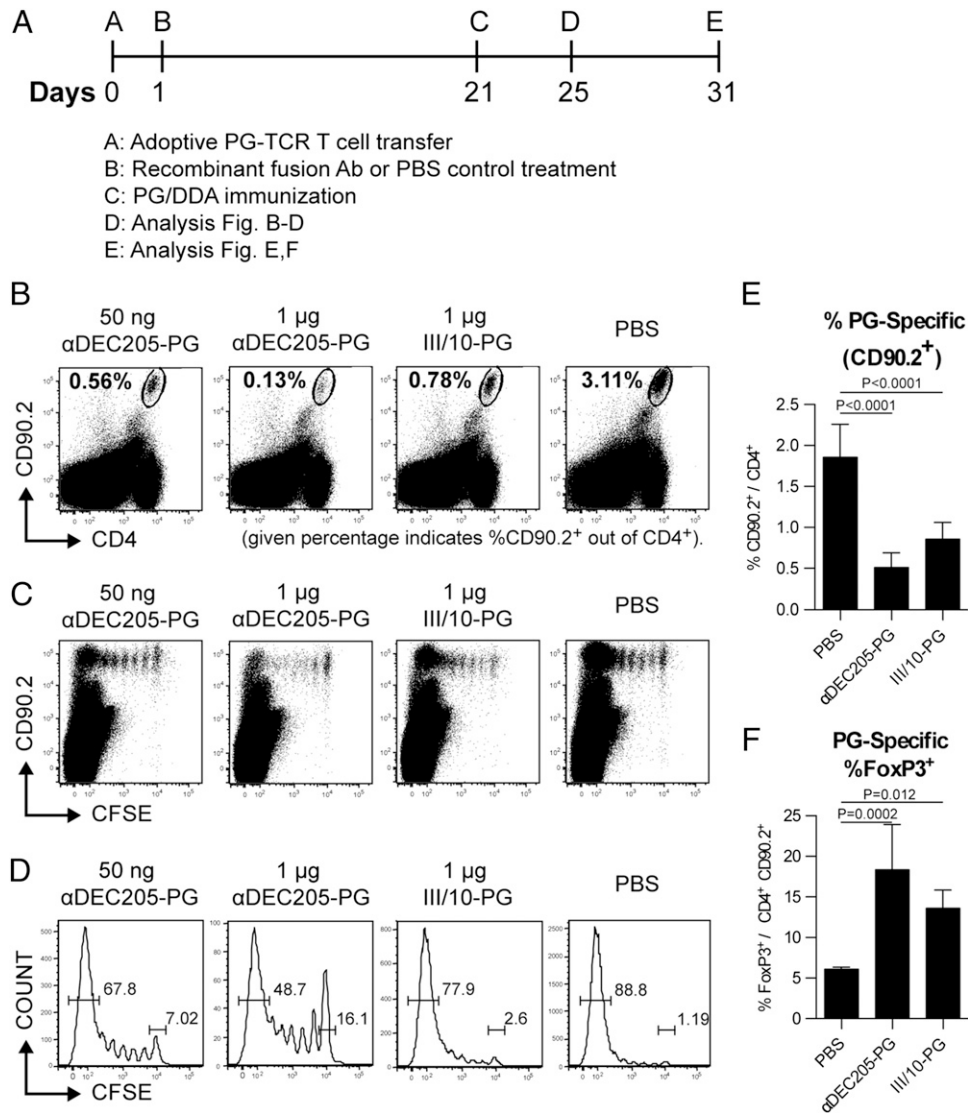 A
A B C D E
Days 0 1 21 25 31
A: Adoptive PG-TCR T cell transfer
B: Recombinant fusion Ab or PBS control treatment
C: PG/DDA immunization
D: Analysis Fig. B-D
E: Analysis Fig. E,F
B
50 ng
αDEC205-PG
1 µg
αDEC205-PG
1 µg
III/10-PG
PBS
0.56%
0.13%
0.78%
3.11%
CD90.2
CD4
(given percentage indicates %CD90.2⁺ out of CD4⁺).
C
50 ng
αDEC205-PG
1 µg
αDEC205-PG
1 µg
III/10-PG
PBS
CD90.2
CFSE
D
50 ng
αDEC205-PG
1 µg
αDEC205-PG
1 µg
III/10-PG
PBS
67.8
7.02
48.7
16.1
77.9
2.6
88.8
1.19
COUNT
CFSE
E
% PG-Specific
(CD90.2⁺)
P<0.0001
P<0.0001
2.5
2.0
1.5
1.0
0.5
0.0
% CD90.2⁺ / CD4⁺
PBS
αDEC205-PG
III/10-PG
F
PG-Specific
%FoxP3⁺
P=0.012
P=0.0002
25
20
15
10
5
0
% FoxP3⁺ / CD4⁺ CD90.2⁺
PBS
αDEC205-PG
III/10-PG